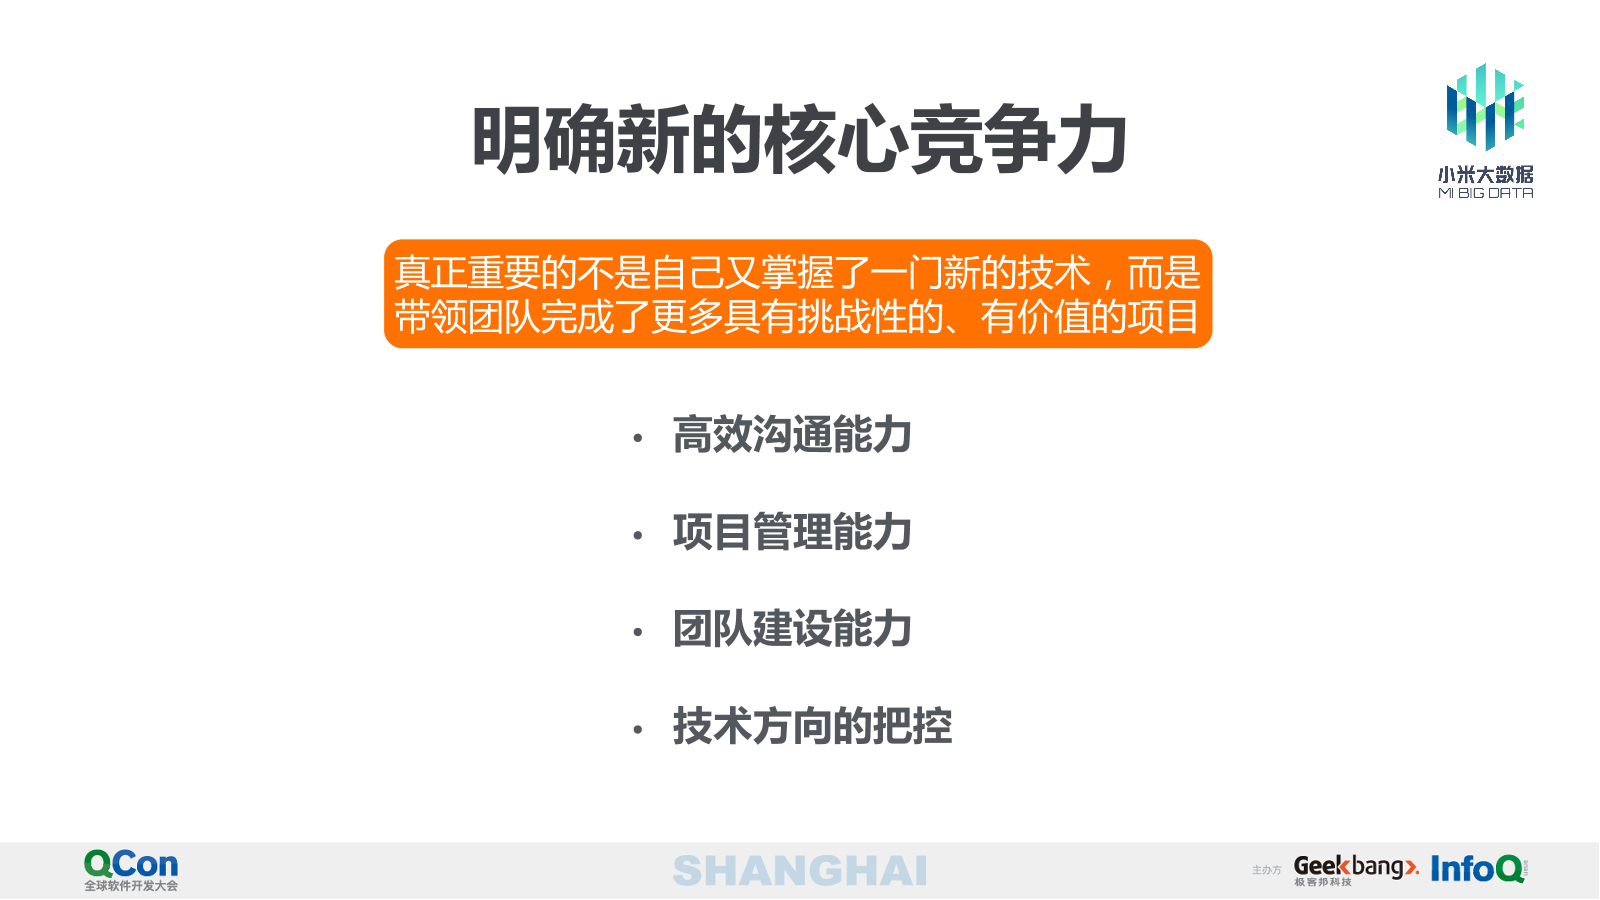 明确新的核心竞争力
小米大数据
MI BIG DATA
真正重要的不是自己又掌握了一门新的技术，而是
带领团队完成了更多具有挑战性的、有价值的项目
• 高效沟通能力
• 项目管理能力
• 团队建设能力
• 技术方向的把控
QCon
全球软件开发大会
SHANGHAI
主办方
Geekbang>.
极客邦科技
InfoQ